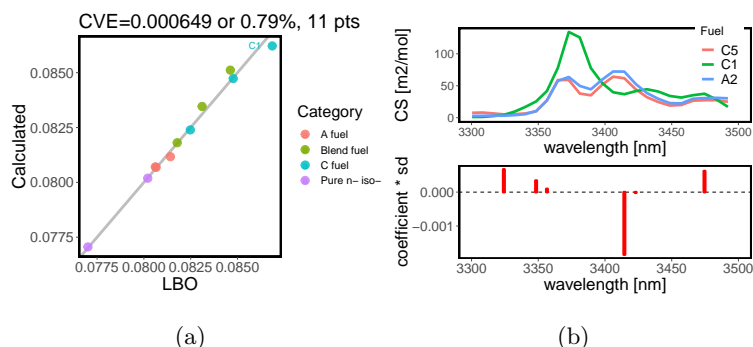 CVE=0.000649 or 0.79%, 11 pts
C1
Calculated
0.0850
0.0825
0.0800
0.0775
0.0775 0.0800 0.0825 0.0850
LBO
Category
A fuel
Blend fuel
C fuel
Pure n− iso−
(a)
CS [m2/mol]
100
50
0
3300 3350 3400 3450 3500
wavelength [nm]
Fuel
C5
C1
A2
coefficient * sd
0.000
−0.001
3300 3350 3400 3450 3500
wavelength [nm]
(b)